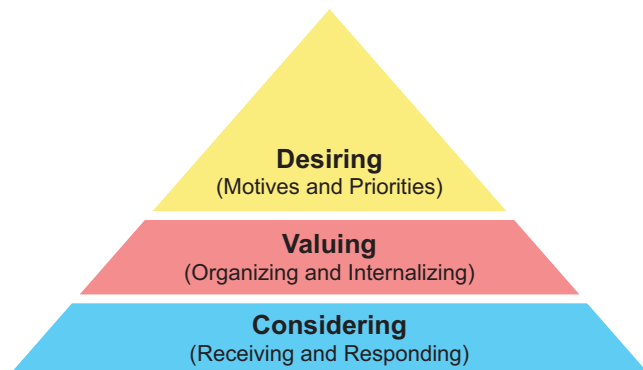 Desiring
(Motives and Priorities)
Valuing
(Organizing and Internalizing)
Considering
(Receiving and Responding)